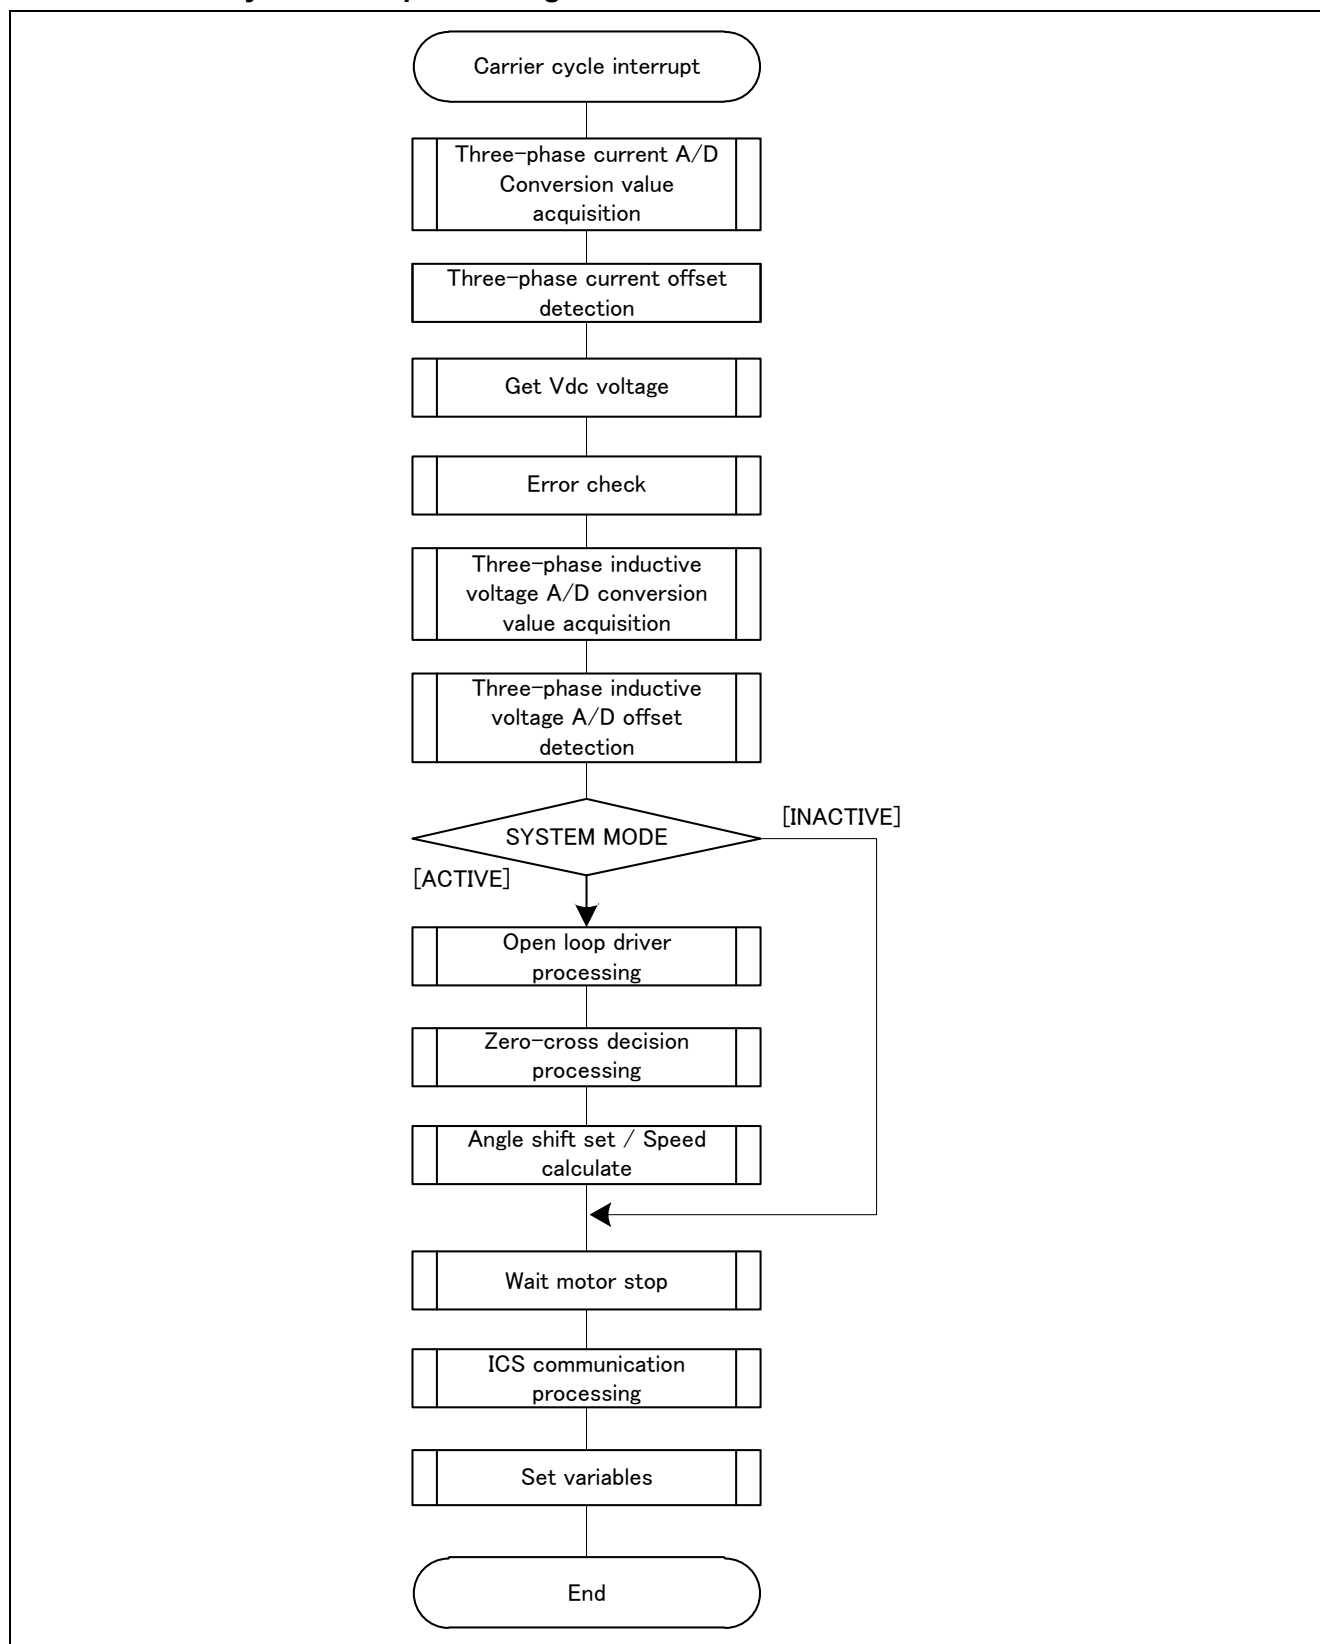 Carrier cycle interrupt
Three-phase current A/D
Conversion value
acquisition
Three-phase current offset
detection
Get Vdc voltage
Error check
Three-phase inductive
voltage A/D conversion
value acquisition
Three-phase inductive
voltage A/D offset
detection
SYSTEM MODE
[INACTIVE]
[ACTIVE]
Open loop driver
processing
Zero-cross decision
processing
Angle shift set / Speed
calculate
Wait motor stop
ICS communication
processing
Set variables
End